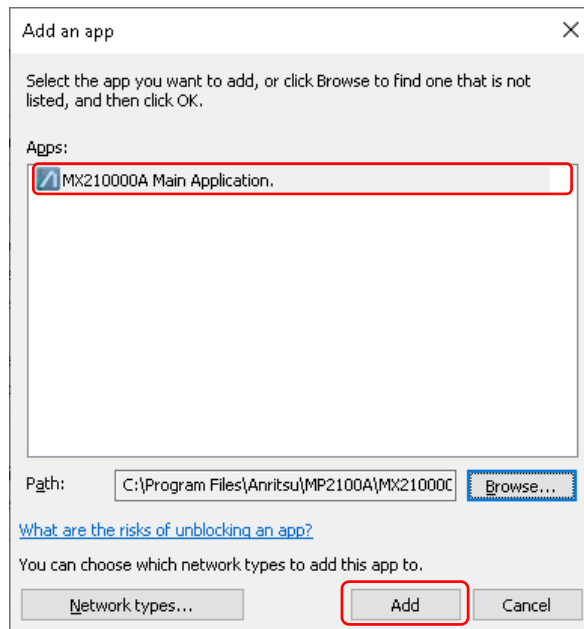 Add an app
Select the app you want to add, or click Browse to find one that is not
listed, and then click OK.
Apps:
MX210000A Main Application.
Path:
C:\Program Files\Anritsu\MP2100A\MX21000C
Browse...
What are the risks of unblocking an app?
You can choose which network types to add this app to.
Network types...
Add
Cancel